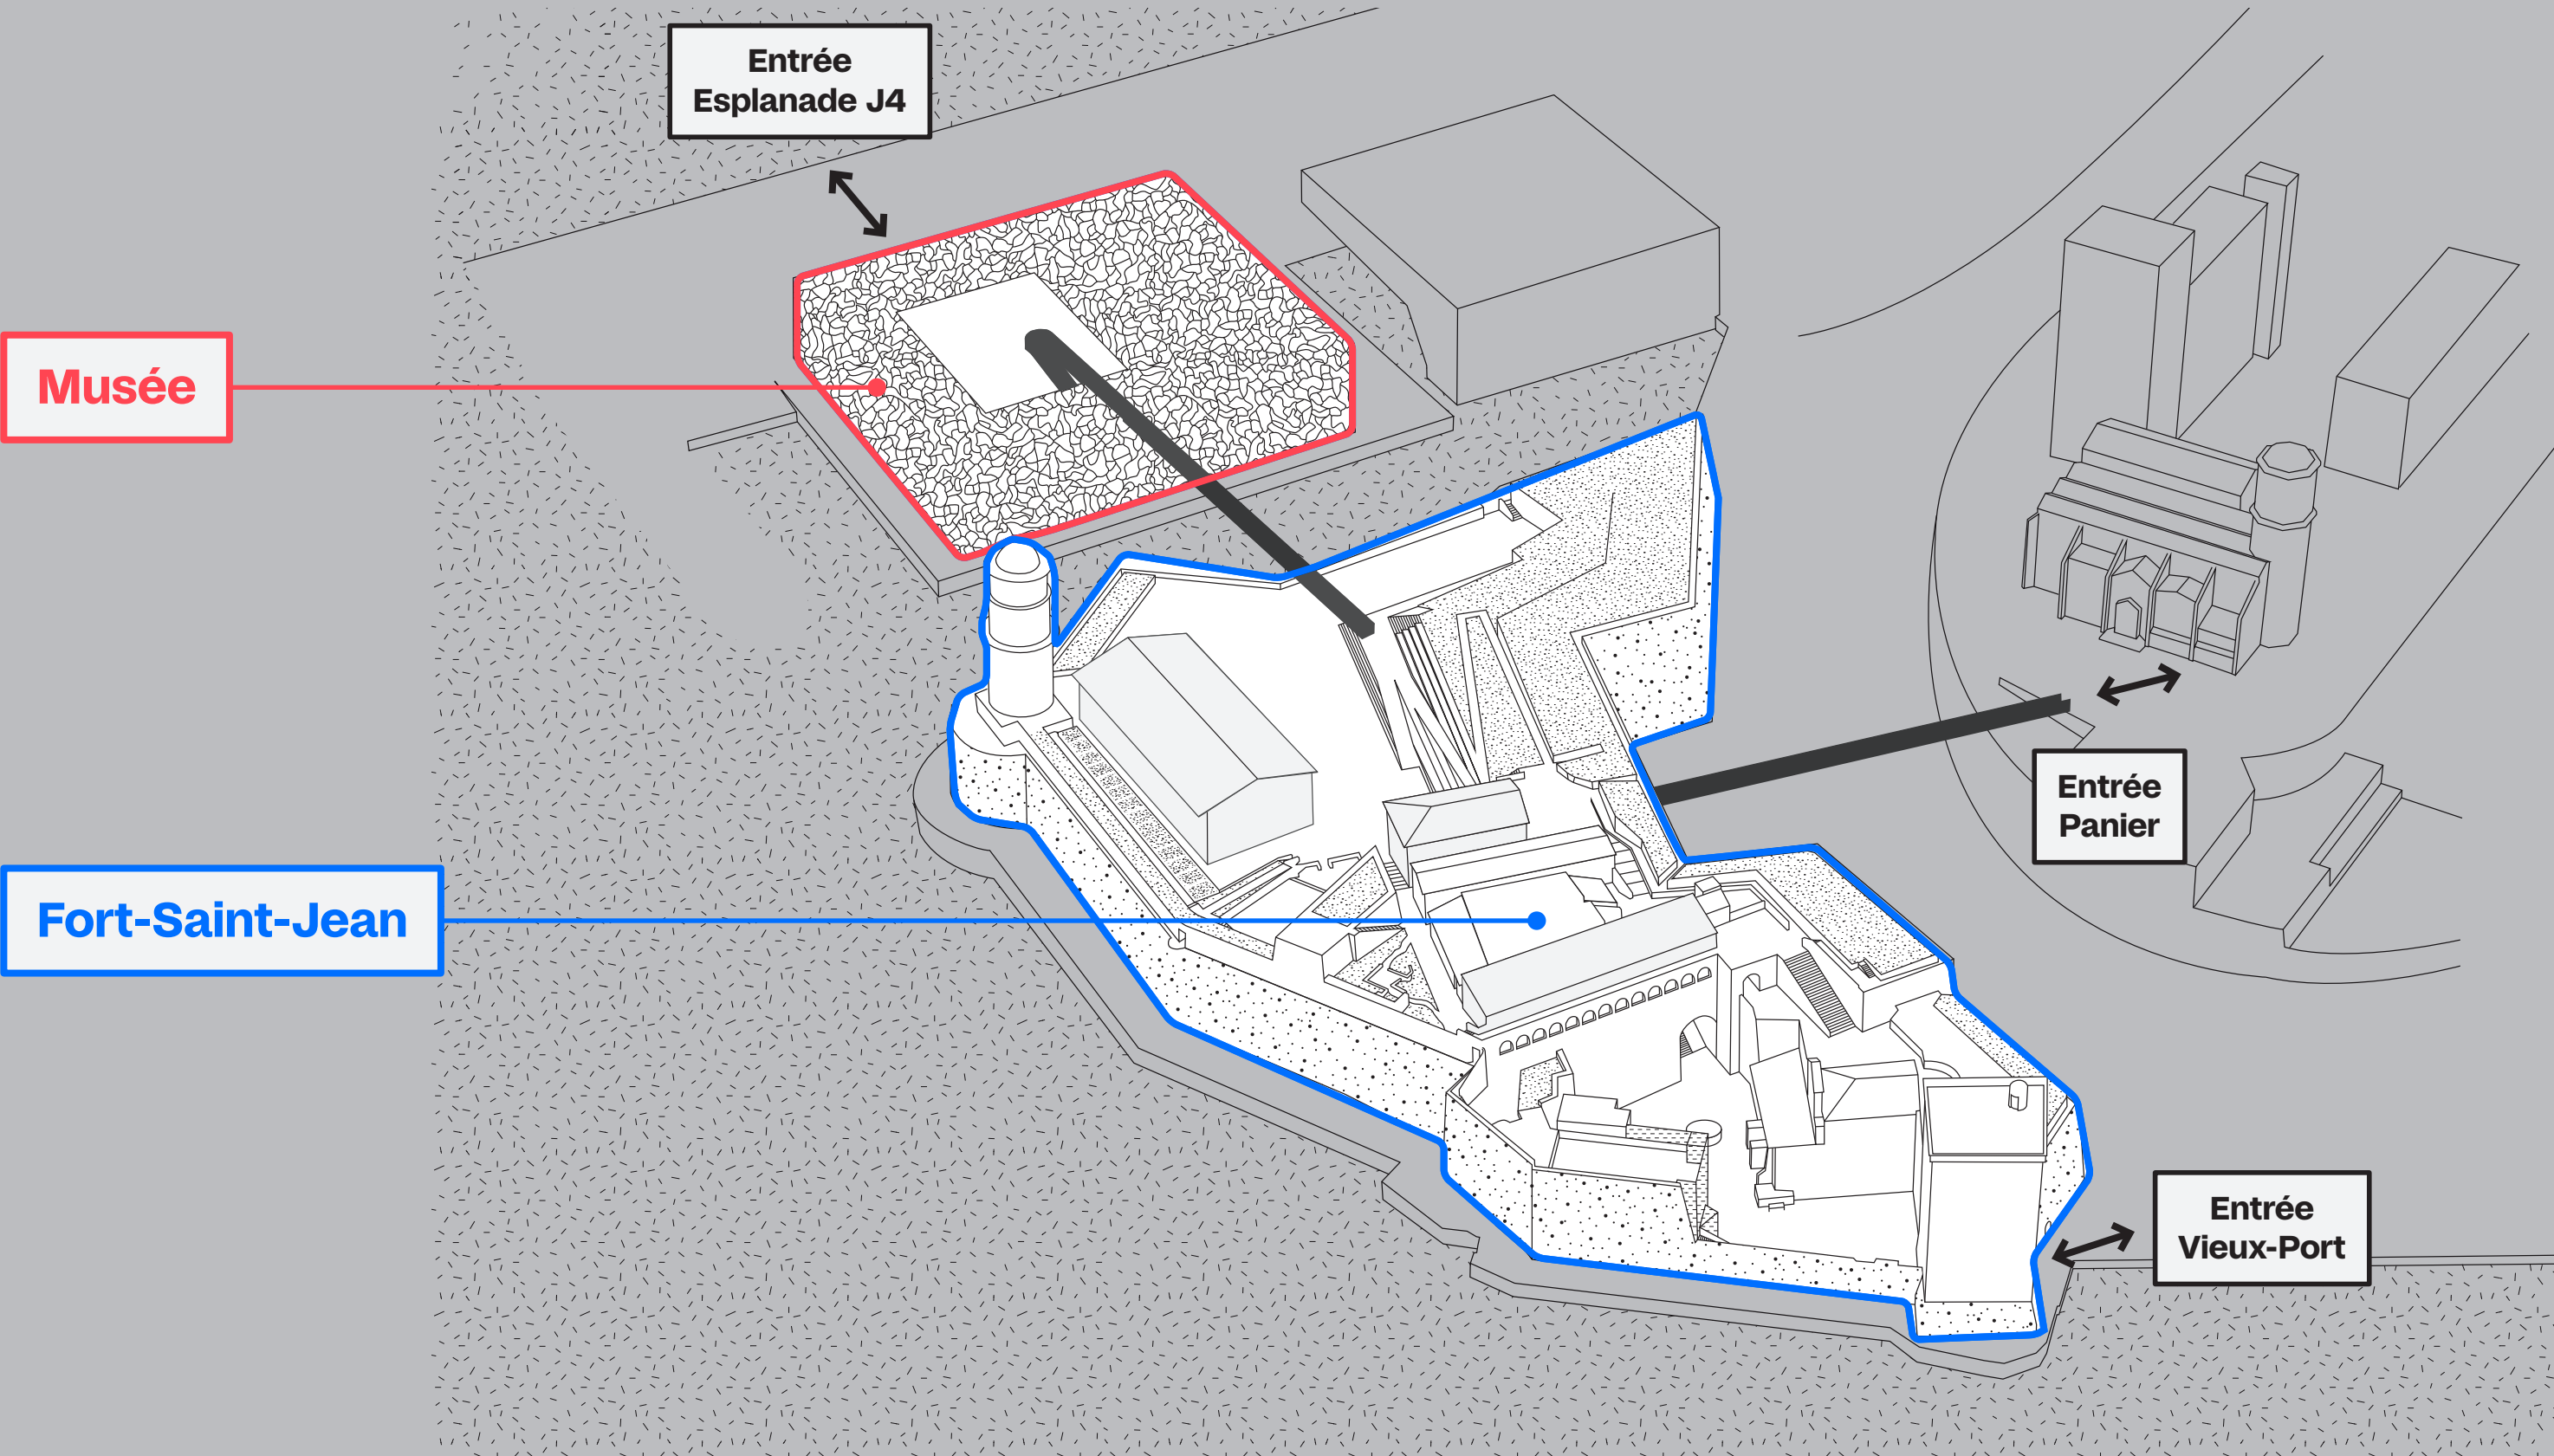 Entrée
Esplanade J4
Musée
Entrée
Panier
Fort-Saint-Jean
Entrée
Vieux-Port